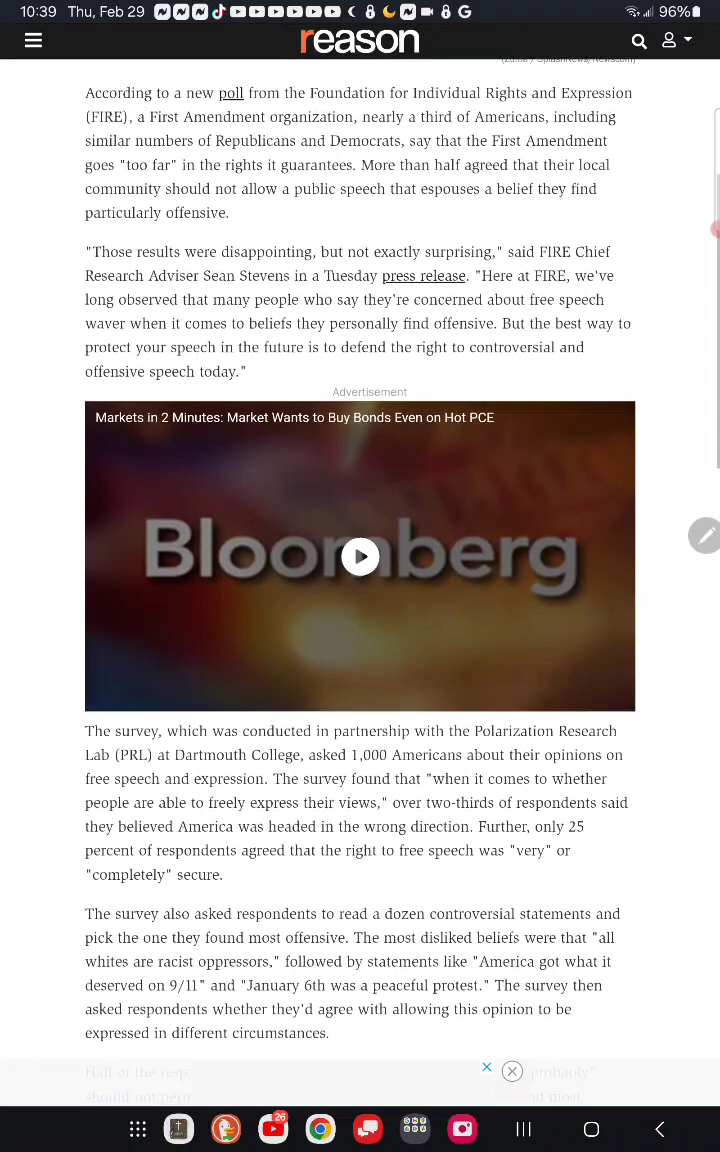 10:39 Thu, Feb 29
96%
reason
According to a new poll from the Foundation for Individual Rights and Expression
(FIRE), a First Amendment organization, nearly a third of Americans, including
similar numbers of Republicans and Democrats, say that the First Amendment
goes "too far" in the rights it guarantees. More than half agreed that their local
community should not allow a public speech that espouses a belief they find
particularly offensive.
"Those results were disappointing, but not exactly surprising," said FIRE Chief
Research Adviser Sean Stevens in a Tuesday press release. "Here at FIRE, we've
long observed that many people who say they're concerned about free speech
waver when it comes to beliefs they personally find offensive. But the best way to
protect your speech in the future is to defend the right to controversial and
offensive speech today."
Advertisement
Markets in 2 Minutes: Market Wants to Buy Bonds Even on Hot PCE
Bloomberg
The survey, which was conducted in partnership with the Polarization Research
Lab (PRL) at Dartmouth College, asked 1,000 Americans about their opinions on
free speech and expression. The survey found that "when it comes to whether
people are able to freely express their views," over two-thirds of respondents said
they believed America was headed in the wrong direction. Further, only 25
percent of respondents agreed that the right to free speech was "very" or
"completely" secure.
The survey also asked respondents to read a dozen controversial statements and
pick the one they found most offensive. The most disliked beliefs were that "all
whites are racist oppressors," followed by statements like "America got what it
deserved on 9/11" and "January 6th was a peaceful protest." The survey then
asked respondents whether they'd agree with allowing this opinion to be
expressed in different circumstances.
Half of the resp probably"
should not per nd most
26